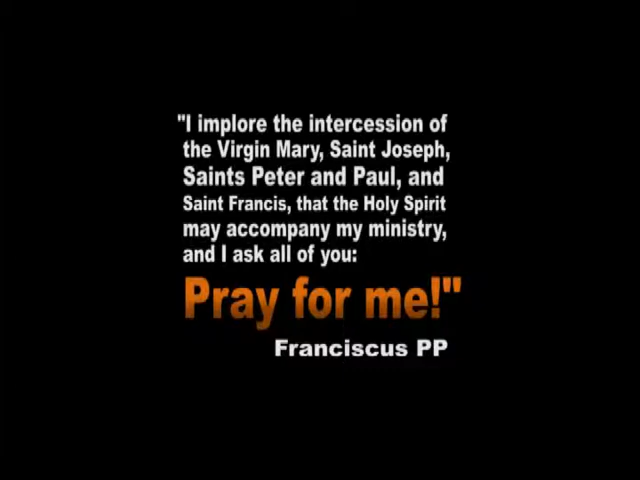 "I implore the intercession of
the Virgin Mary, Saint Joseph,
Saints Peter and Paul, and
Saint Francis, that the Holy Spirit
may accompany my ministry,
and I ask all of you:
Pray for me!"
Franciscus PP